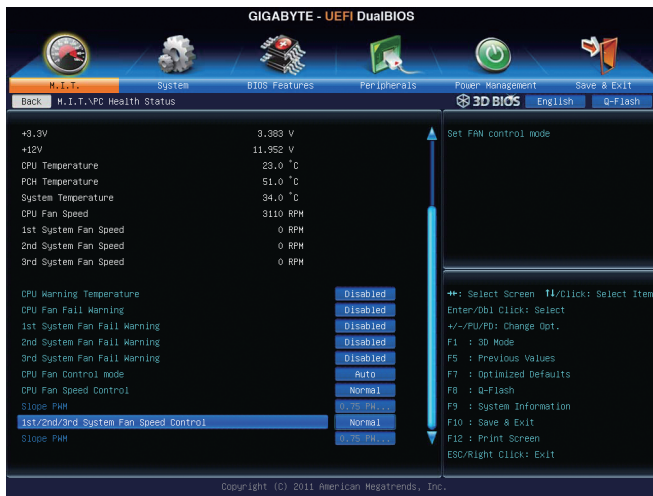 GIGABYTE - UEFI DualBIOS
M.I.T. System BIOS Features Peripherals Power Management Save & Exit
Back M.I.T.\PC Health Status 3D BIOS English Q-Flash
+3.3V 3.383 V
+12V 11.952 V
CPU Temperature 23.0 °C
PCH Temperature 51.0 °C
System Temperature 34.0 °C
CPU Fan Speed 3110 RPM
1st System Fan Speed 0 RPM
2nd System Fan Speed 0 RPM
3rd System Fan Speed 0 RPM
CPU Warning Temperature Disabled
CPU Fan Fail Warning Disabled
1st System Fan Fail Warning Disabled
2nd System Fan Fail Warning Disabled
3rd System Fan Fail Warning Disabled
CPU Fan Control mode Auto
CPU Fan Speed Control Normal
Slope PWM 0.75 PW...
1st/2nd/3rd System Fan Speed Control Normal
Slope PWM 0.75 PW...
Set FAN control mode
→←: Select Screen ↑↓/Click: Select Item
Enter/Dbl Click: Select
+/-/PU/PD: Change Opt.
F1 : 3D Mode
F5 : Previous Values
F7 : Optimized Defaults
F8 : Q-Flash
F9 : System Information
F10 : Save & Exit
F12 : Print Screen
ESC/Right Click: Exit
Copyright (C) 2011 American Megatrends, Inc.